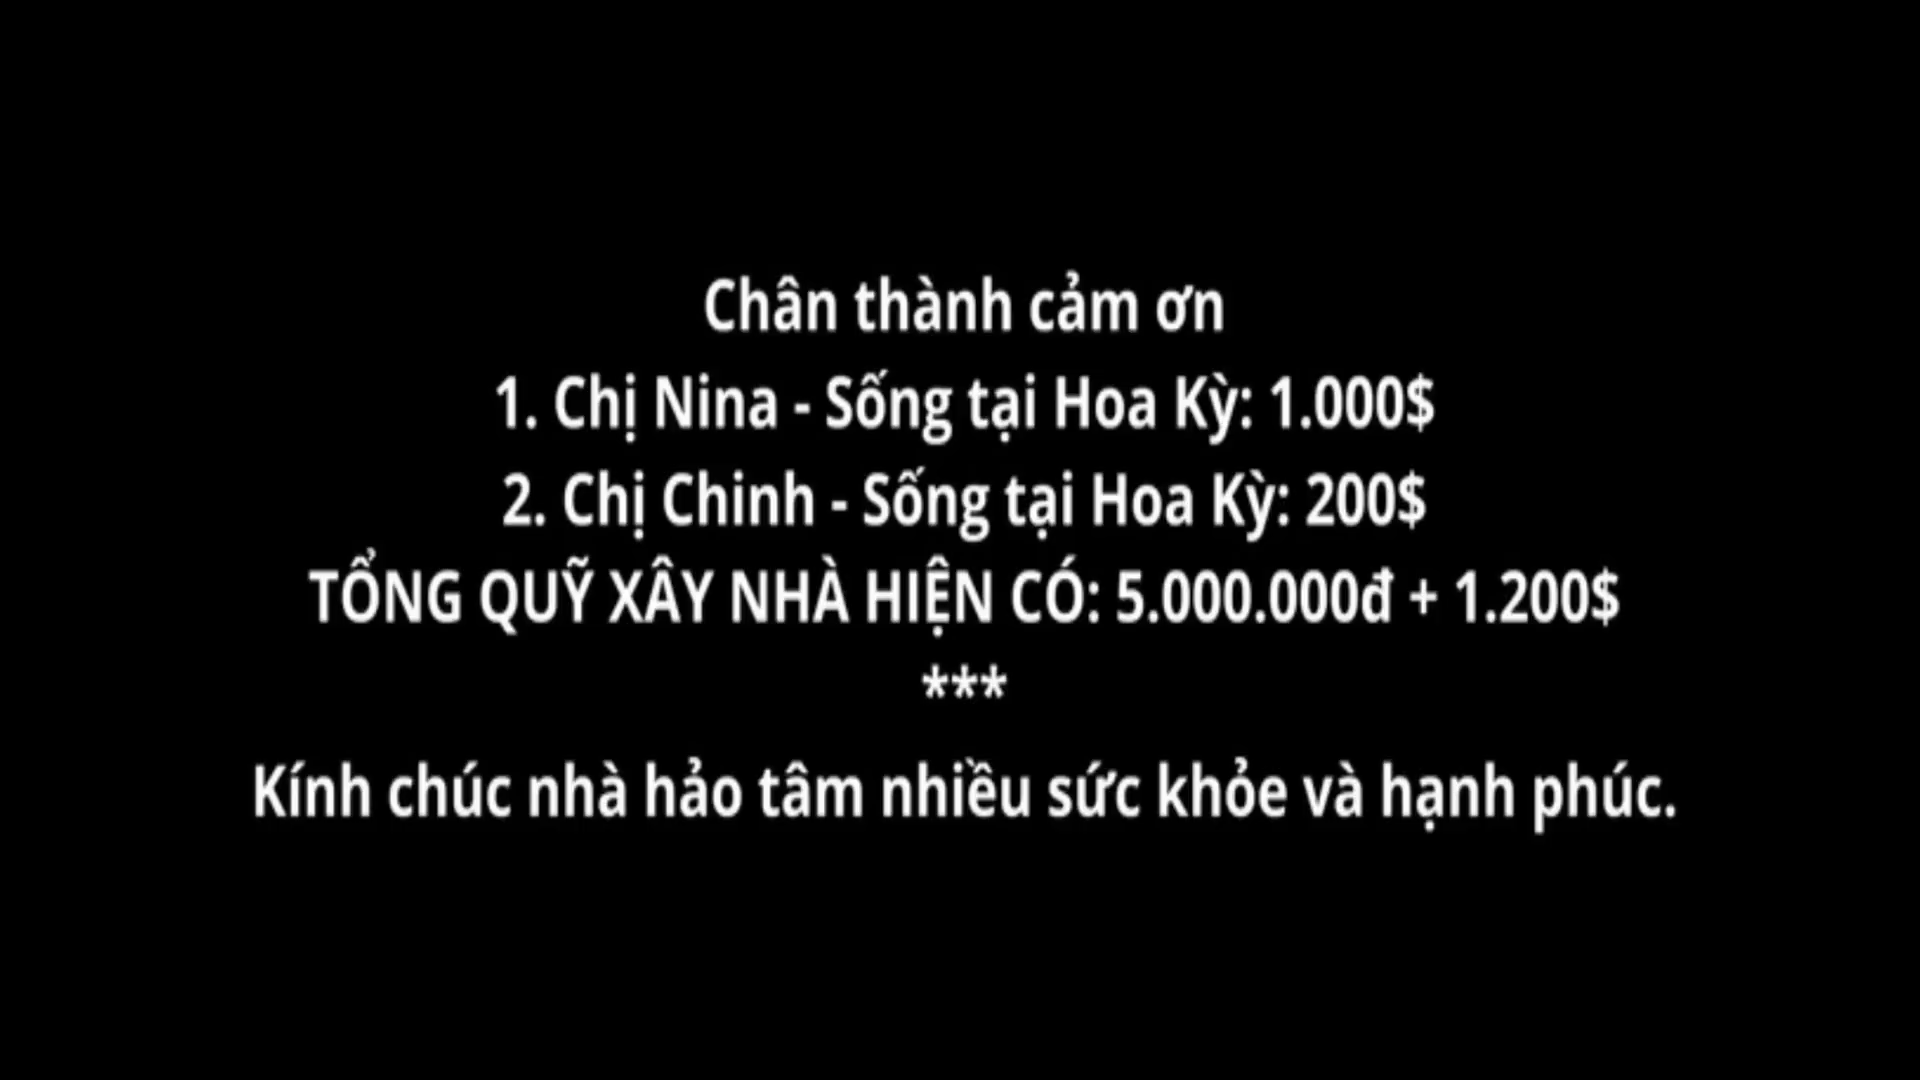 Chân thành cảm ơn
1. Chị Nina - Sống tại Hoa Kỳ: 1.000$
2. Chị Chinh - Sống tại Hoa Kỳ: 200$
TỔNG QUỸ XÂY NHÀ HIỆN CÓ: 5.000.000đ + 1.200$
***
Kính chúc nhà hảo tâm nhiều sức khỏe và hạnh phúc.